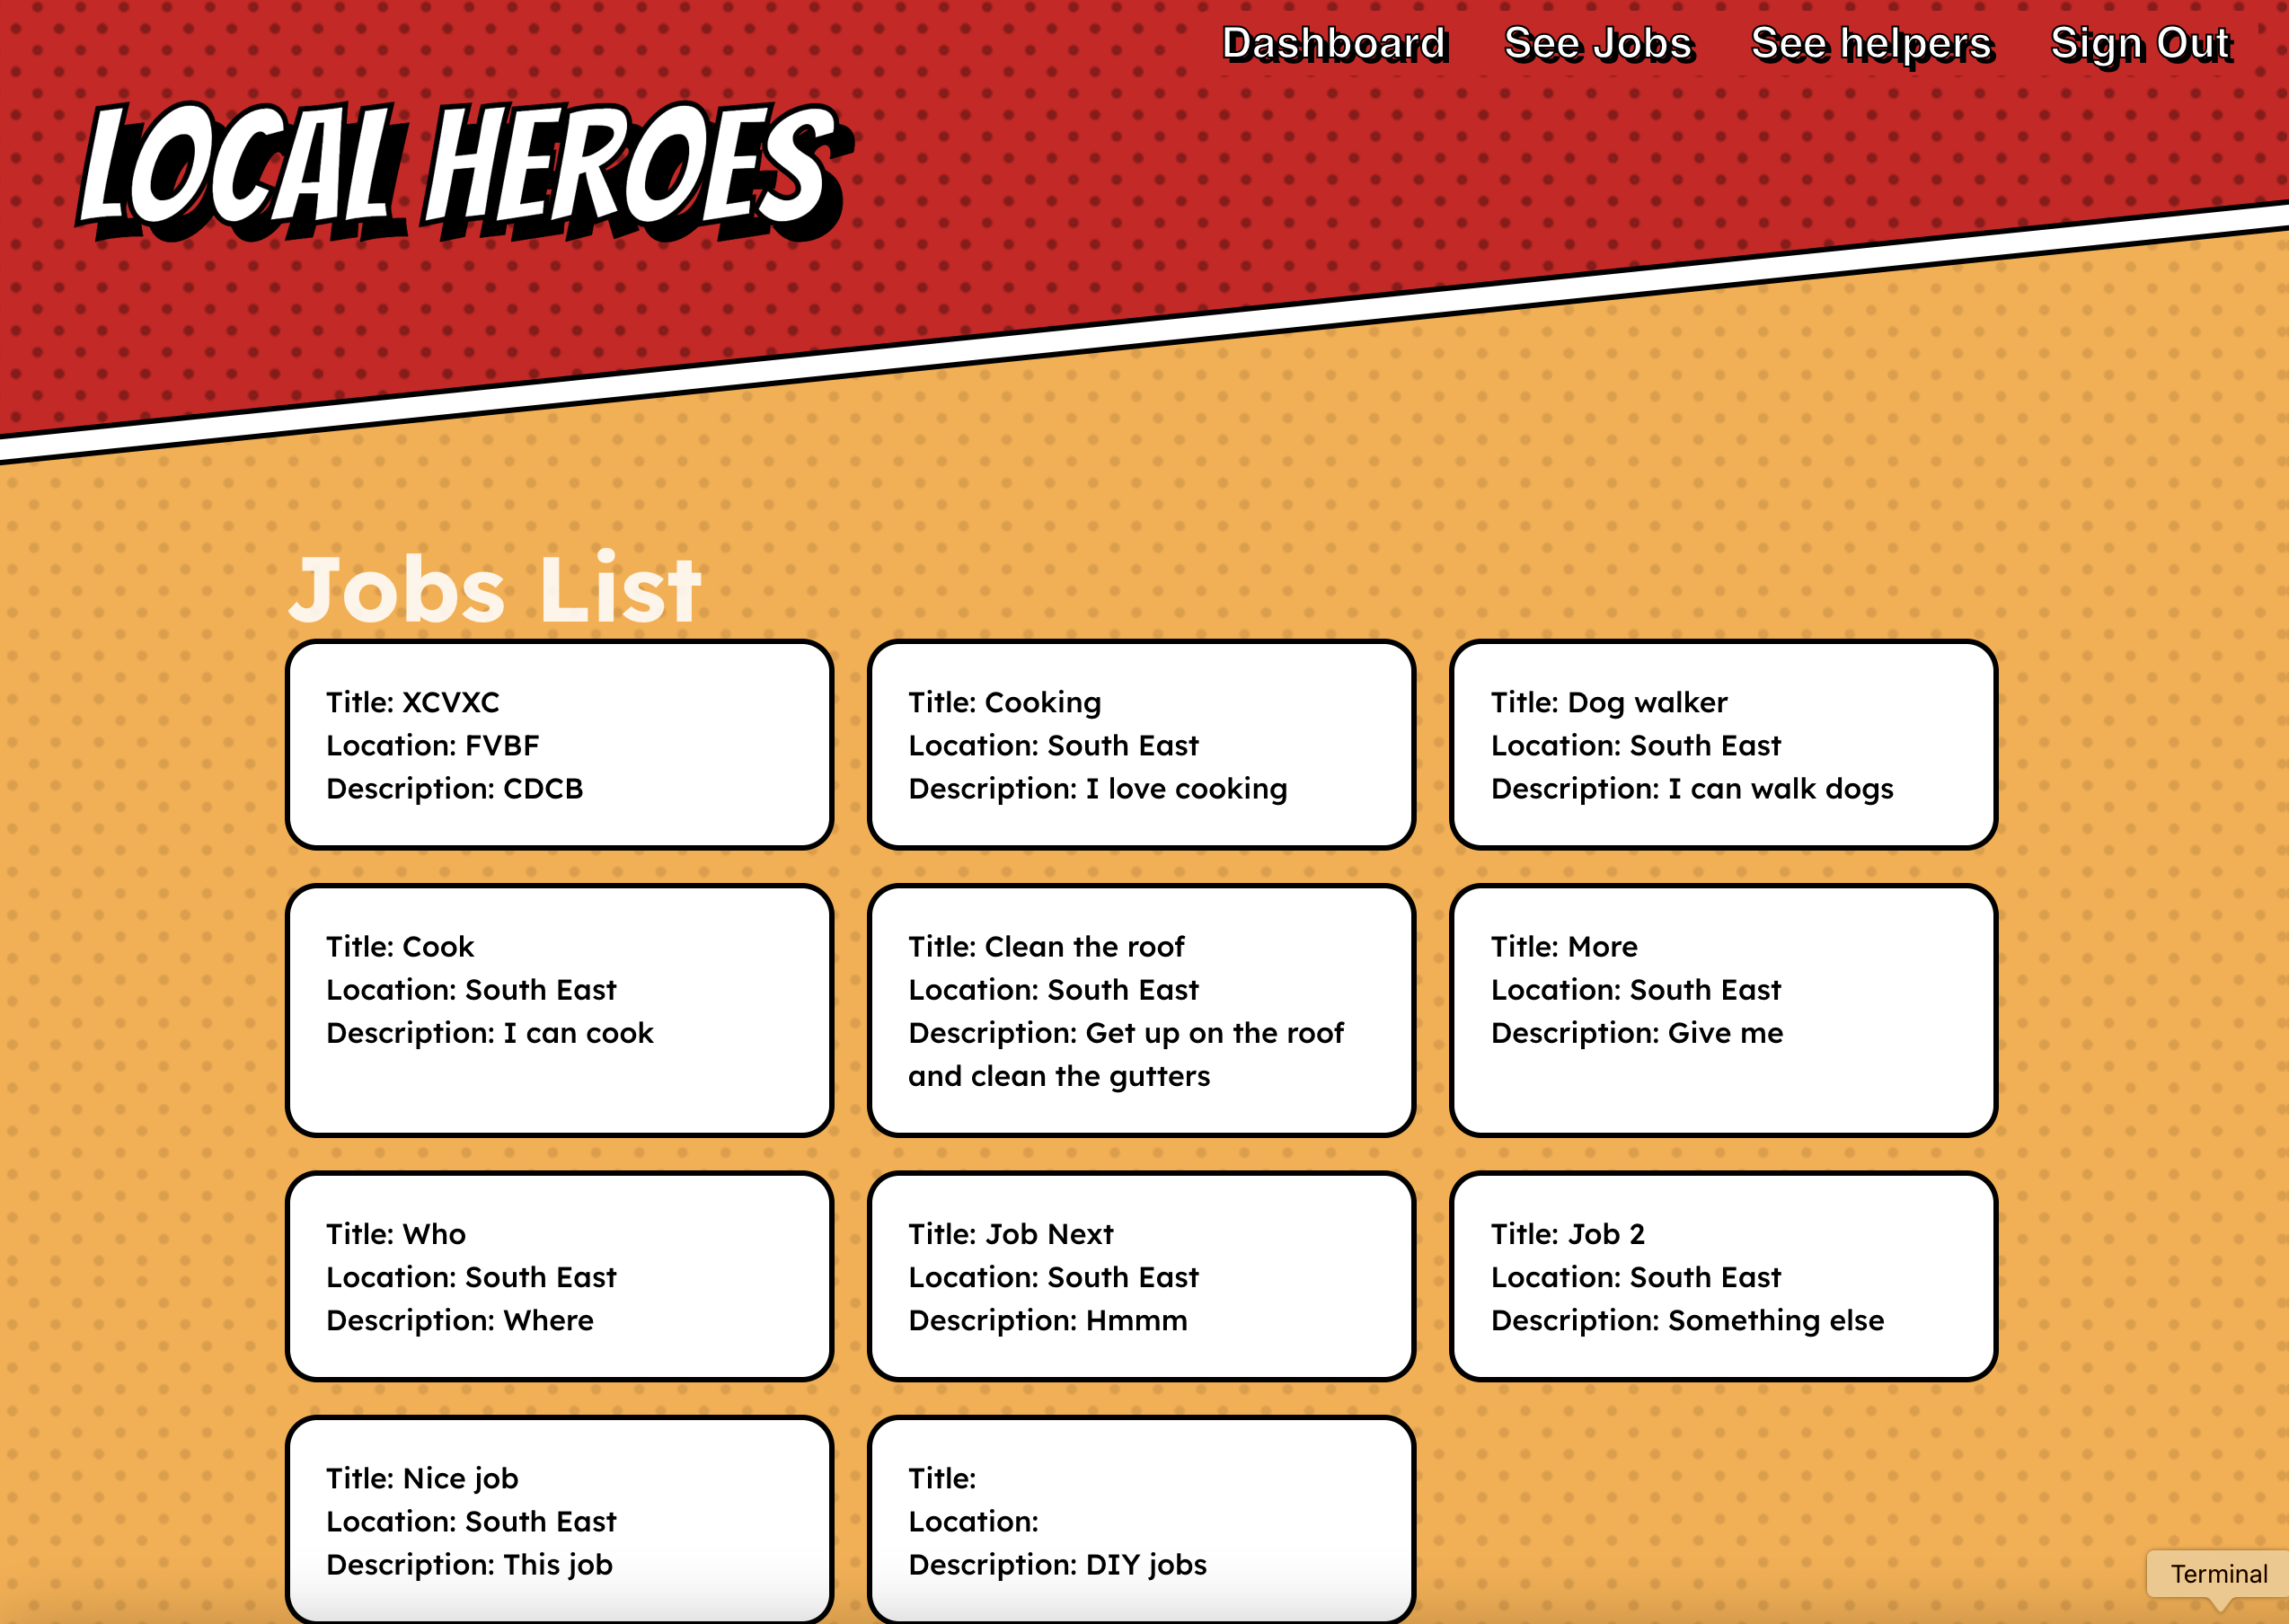 Dashboard See Jobs See helpers Sign Out
LOCAL HEROES
Jobs List
Title: XCVXC
Location: FVBF
Description: CDCB
Title: Cooking
Location: South East
Description: I love cooking
Title: Dog walker
Location: South East
Description: I can walk dogs
Title: Cook
Location: South East
Description: I can cook
Title: Clean the roof
Location: South East
Description: Get up on the roof
and clean the gutters
Title: More
Location: South East
Description: Give me
Title: Who
Location: South East
Description: Where
Title: Job Next
Location: South East
Description: Hmmm
Title: Job 2
Location: South East
Description: Something else
Title: Nice job
Location: South East
Description: This job
Title:
Location:
Description: DIY jobs
Terminal